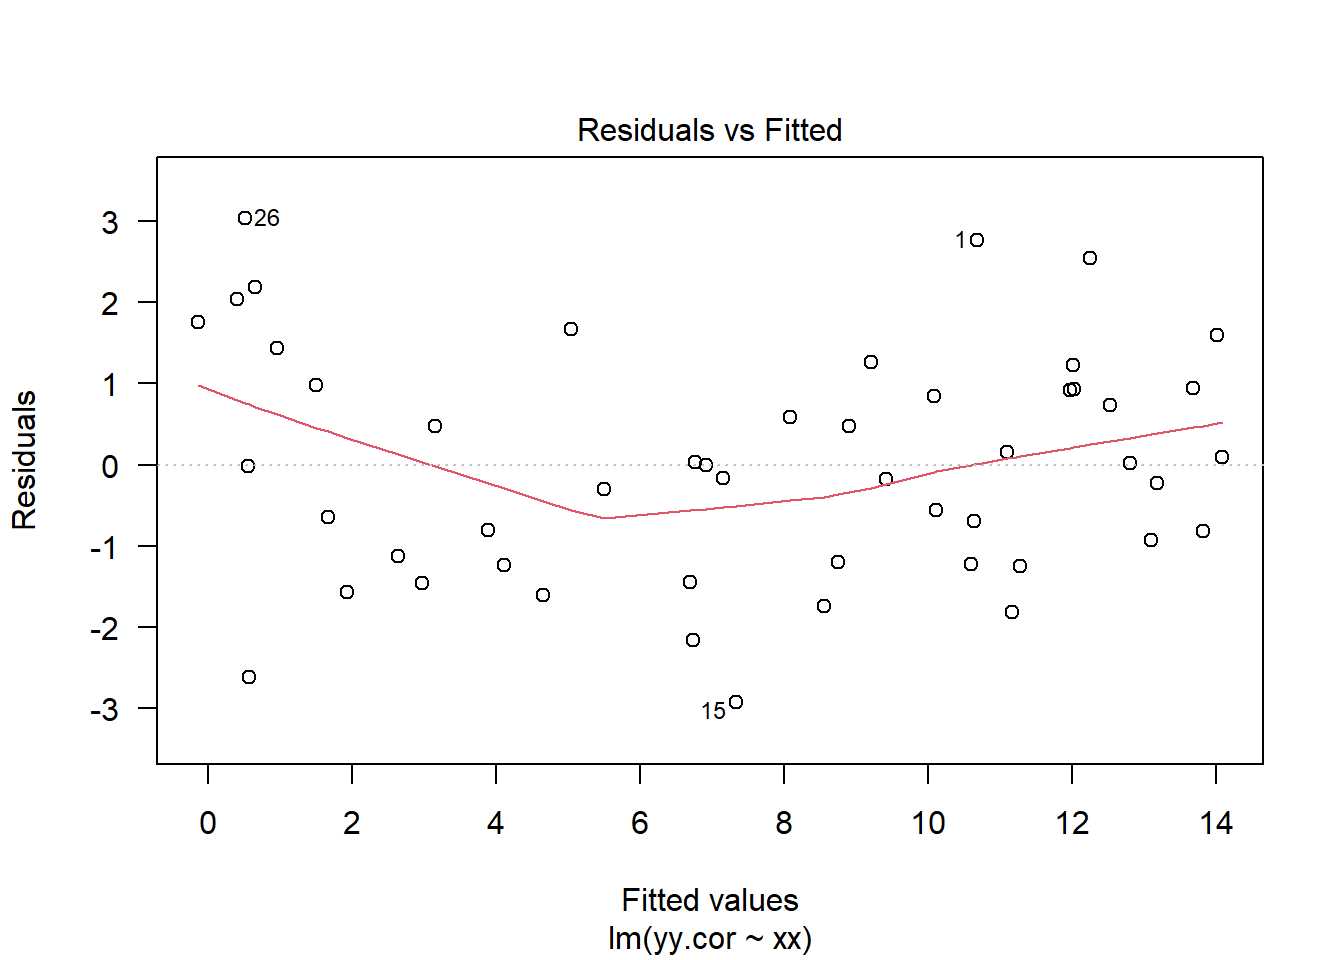 Residuals vs Fitted
Residuals
3
2
1
0
-1
-2
-3
26
1
15
0 2 4 6 8 10 12 14
Fitted values
lm(yy.cor ~ xx)